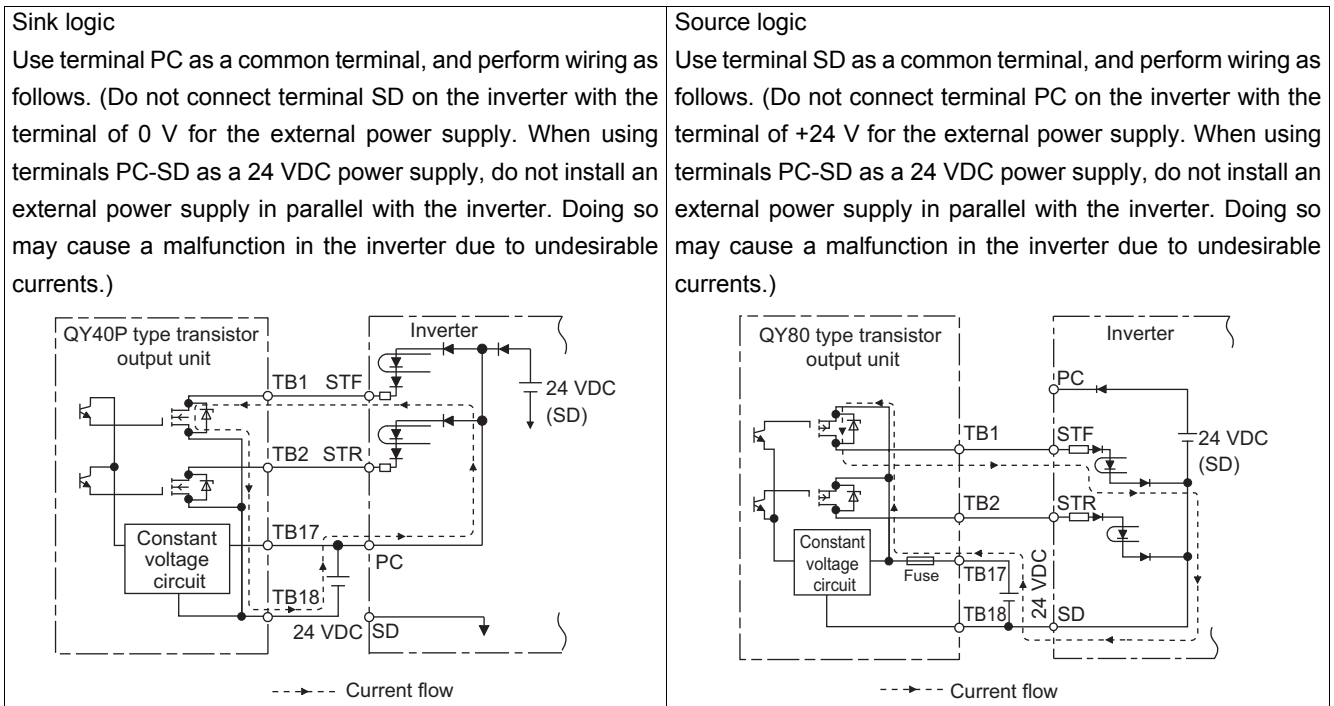 Sink logic
Use terminal PC as a common terminal, and perform wiring as
follows. (Do not connect terminal SD on the inverter with the
terminal of 0 V for the external power supply. When using
terminals PC-SD as a 24 VDC power supply, do not install an
external power supply in parallel with the inverter. Doing so
may cause a malfunction in the inverter due to undesirable
currents.)
QY40P type transistor
output unit
Inverter
TB1 STF
24 VDC
(SD)
TB2 STR
Constant
voltage
circuit
TB17
PC
TB18
24 VDC
SD
Current flow
Source logic
Use terminal SD as a common terminal, and perform wiring as
follows. (Do not connect terminal PC on the inverter with the
terminal of +24 V for the external power supply. When using
terminals PC-SD as a 24 VDC power supply, do not install an
external power supply in parallel with the inverter. Doing so
may cause a malfunction in the inverter due to undesirable
currents.)
QY80 type transistor
output unit
Inverter
PC
TB1
STF
24 VDC
(SD)
TB2
STR
Constant
voltage
circuit
Fuse
TB17
24 VDC
TB18
SD
Current flow